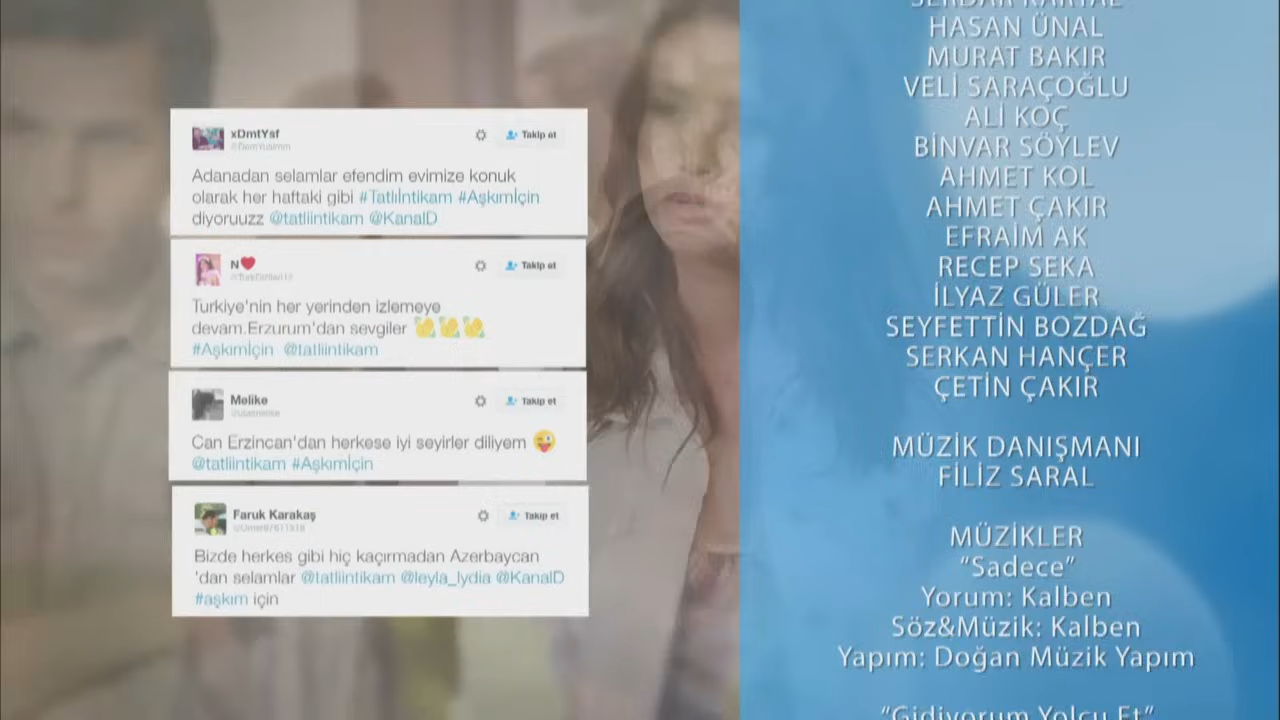 xDmtYsf
Takip et
Adanadan selamlar efendim evimize konuk
olarak her haftaki gibi #Tatlıİntikam #Aşkımİçin
diyoruuzz @tatliintikam @KanalD
N❤
Takip et
Turkiye'nin her yerinden izlemeye
devam.Erzurum'dan sevgiler 👏👏👏
#Aşkımİçin @tatliintikam
Melike
Takip et
Can Erzincan'dan herkese iyi seyirler diliyem 😜
@tatliintikam #Aşkımİçin
Faruk Karakaş
Takip et
Bizde herkes gibi hiç kaçırmadan Azerbaycan
'dan selamlar @tatliintikam @leyla_lydia @KanalD
#aşkım için
SERDAR KARTAL
HASAN ÜNAL
MURAT BAKIR
VELİ SARAÇOĞLU
ALİ KOÇ
BİNVAR SÖYLEV
AHMET KOL
AHMET ÇAKIR
EFRAİM AK
RECEP SEKA
İLYAZ GÜLER
SEYFETTİN BOZDAĞ
SERKAN HANÇER
ÇETİN ÇAKIR
MÜZİK DANIŞMANI
FİLİZ SARAL
MÜZİKLER
“Sadece”
Yorum: Kalben
Söz&Müzik: Kalben
Yapım: Doğan Müzik Yapım
“Gidiyorum Yolcu Et”